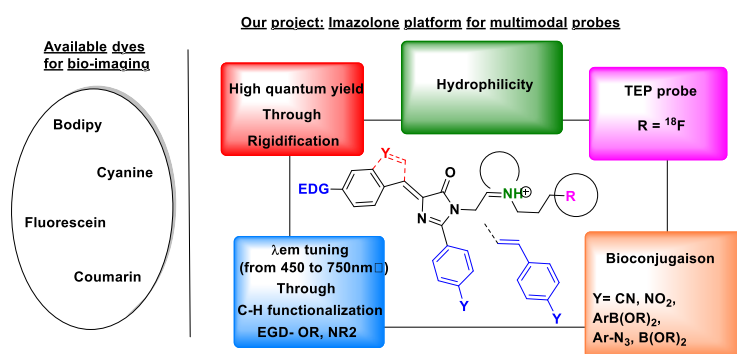 Our project: Imazolone platform for multimodal probes
Available dyes
for bio-imaging
Bodipy
Cyanine
Fluorescein
Coumarin
High quantum yield
Through
Rigidification
Hydrophilicity
TEP probe
R = ¹⁸F
Y
EDG
O
N
N
NH+
R
Y
Y
λem tuning
(from 450 to 750nm□)
Through
C-H functionalization
EGD- OR, NR2
Bioconjugaison
Y= CN, NO₂,
ArB(OR)₂,
Ar-N₃, B(OR)₂